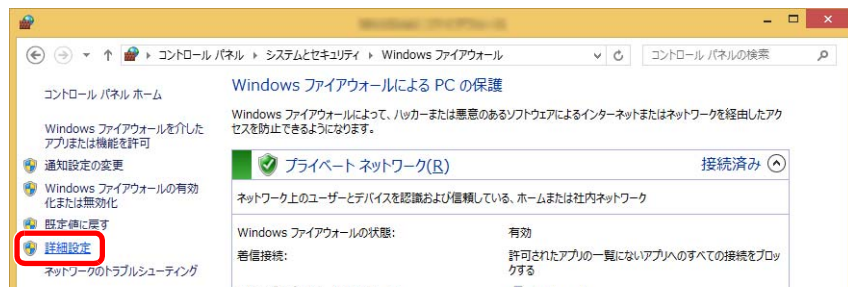 コントロール パネル ▸ システムとセキュリティ ▸ Windows ファイアウォール
コントロール パネルの検索
コントロール パネル ホーム
Windows ファイアウォールを介した
アプリまたは機能を許可
通知設定の変更
Windows ファイアウォールの有効
化または無効化
既定値に戻す
詳細設定
ネットワークのトラブルシューティング
Windows ファイアウォールによる PC の保護
Windows ファイアウォールによって、ハッカーまたは悪意のあるソフトウェアによるインターネットまたはネットワークを経由したアク
セスを防止できるようになります。
プライベート ネットワーク(R) 接続済み
ネットワーク上のユーザーとデバイスを認識および信頼している、ホームまたは社内ネットワーク
Windows ファイアウォールの状態: 有効
着信接続: 許可されたアプリの一覧にないアプリへのすべての接続をブロッ
クする